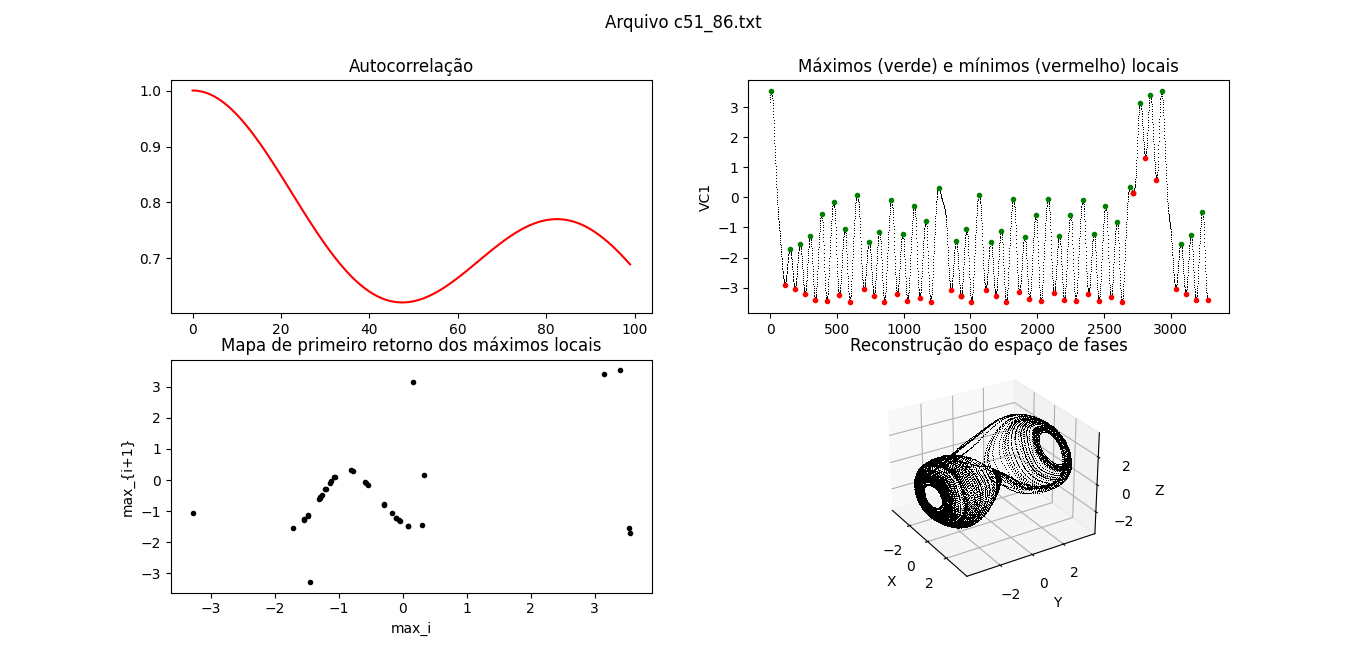 Arquivo c51_86.txt
Autocorrelação
1.0
0.9
0.8
0.7
0 20 40 60 80 100
Máximos (verde) e mínimos (vermelho) locais
VC1
3
2
1
0
−1
−2
−3
0 500 1000 1500 2000 2500 3000
Mapa de primeiro retorno dos máximos locais
max_{i+1}
3
2
1
0
−1
−2
−3
−3 −2 −1 0 1 2 3
max_i
Reconstrução do espaço de fases
2
0
−2
Z
−2
0
2
X
−2
0
2
Y